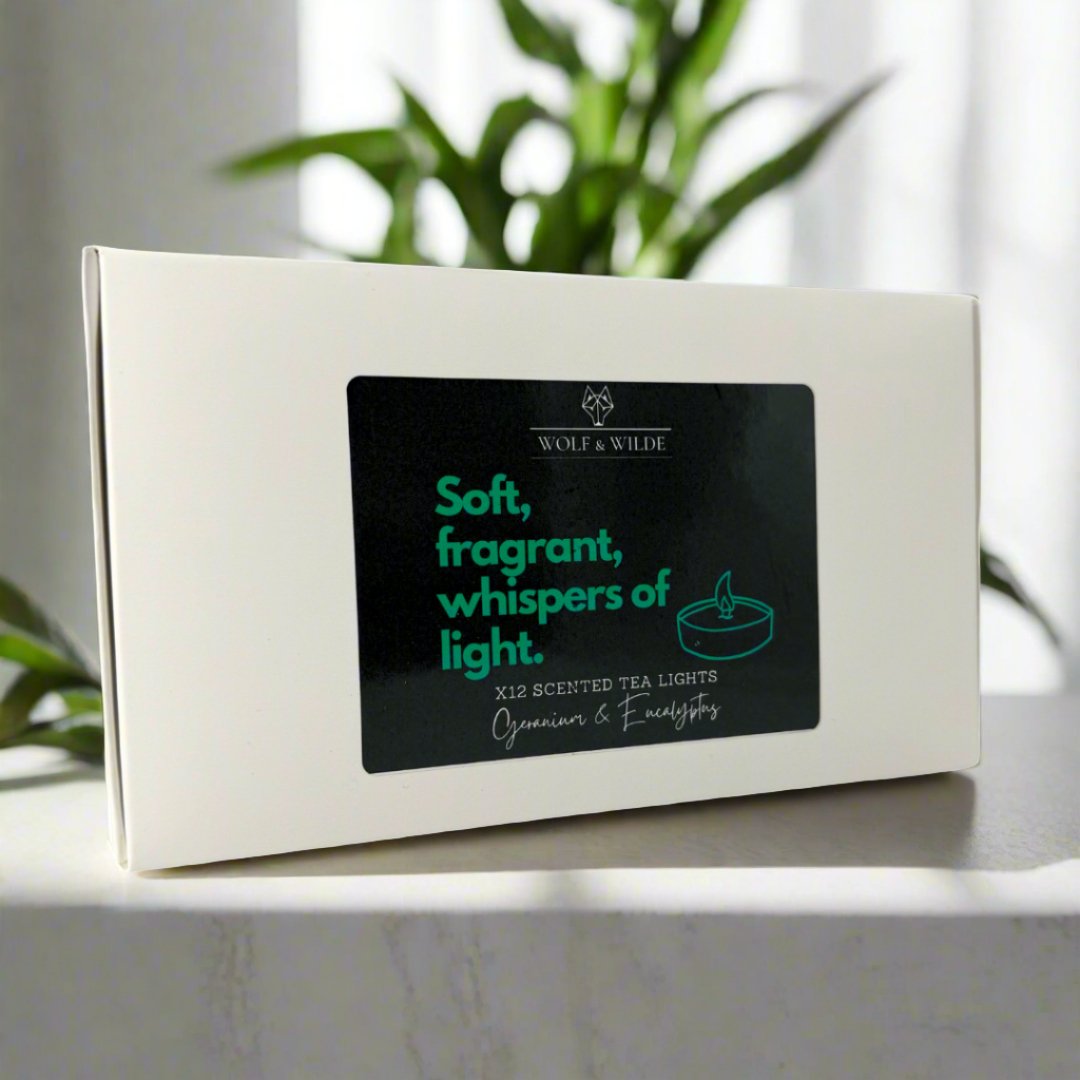 WOLF & WILDE
Soft,
fragrant,
whispers of
light.
X12 SCENTED TEA LIGHTS
Geranium & Eucalyptus